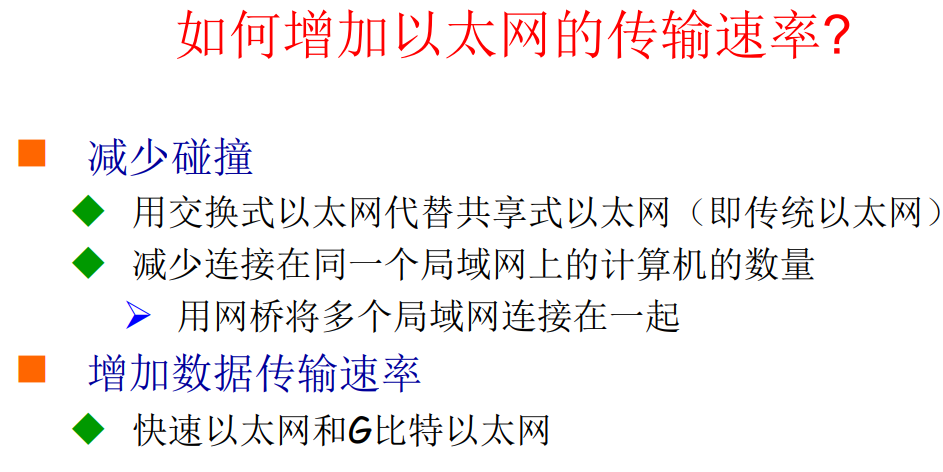 如何增加以太网的传输速率?
减少碰撞
用交换式以太网代替共享式以太网（即传统以太网）
减少连接在同一个局域网上的计算机的数量
用网桥将多个局域网连接在一起
增加数据传输速率
快速以太网和G比特以太网